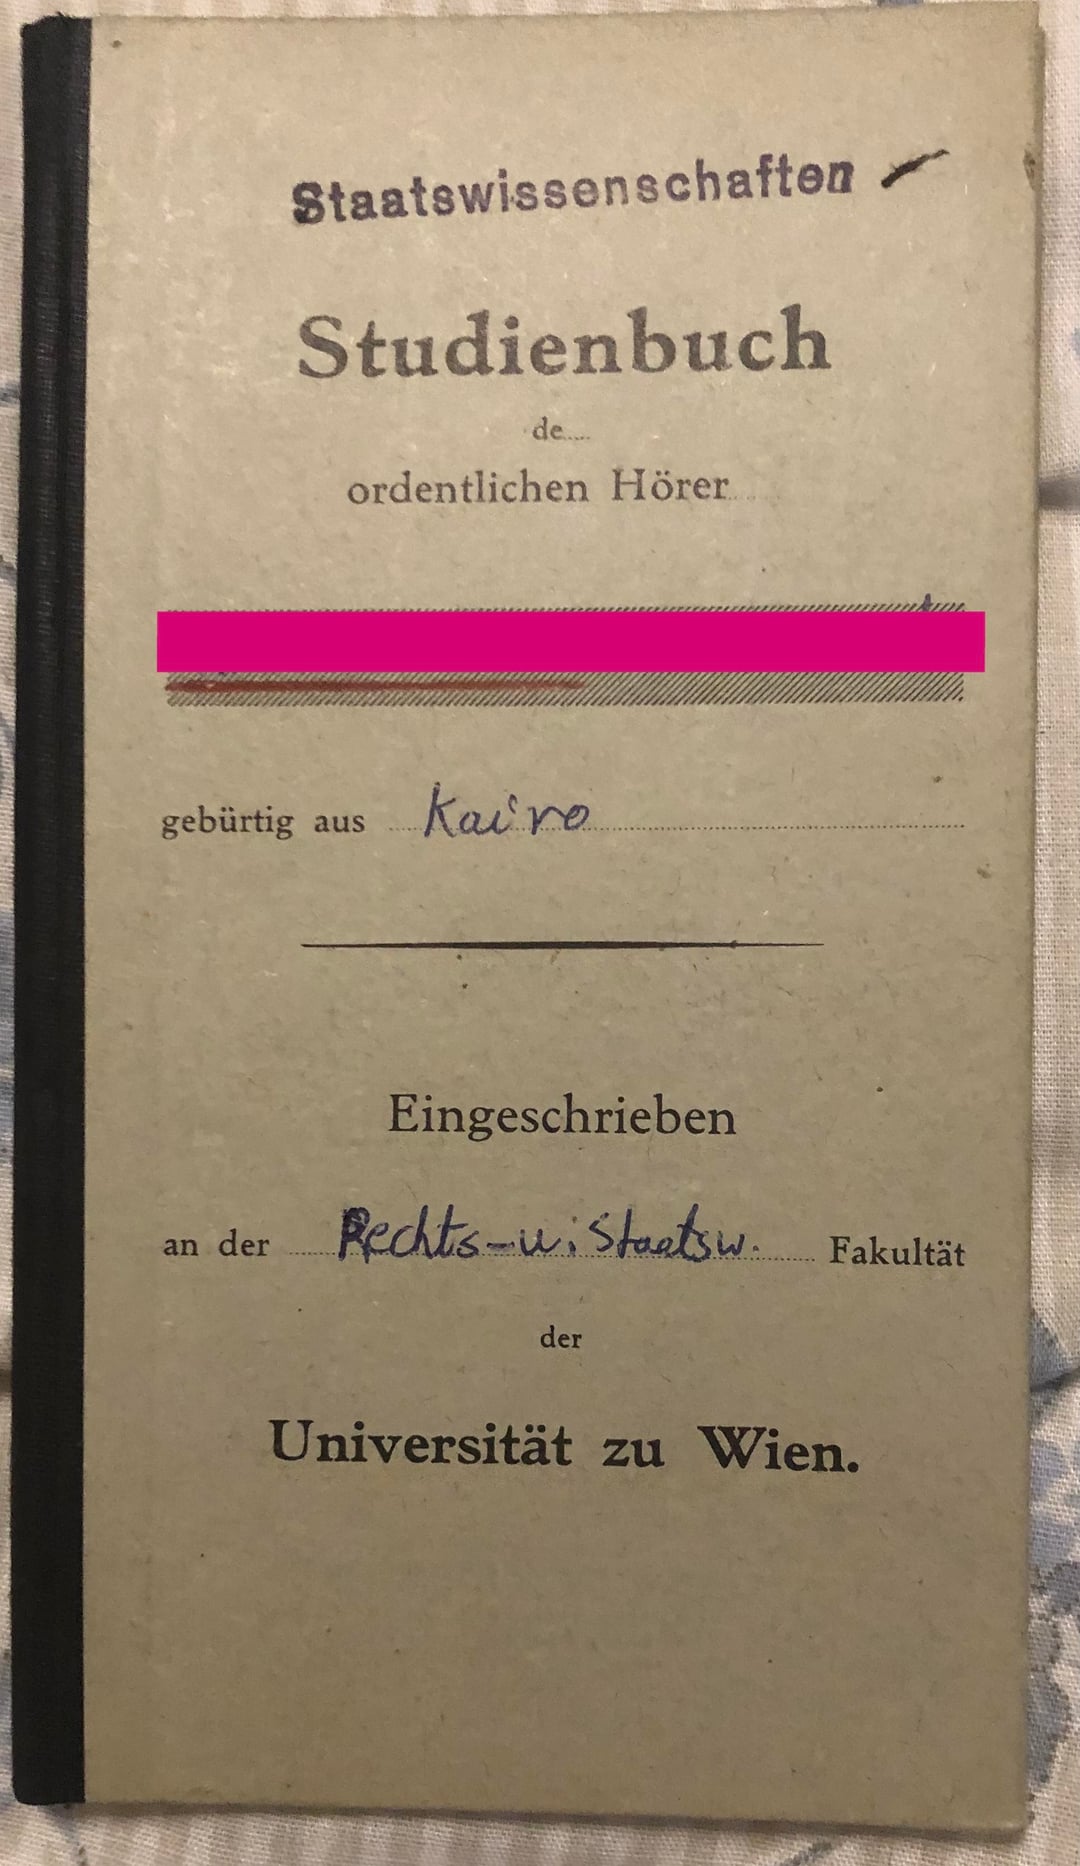 Staatswissenschaften
Studienbuch
de.....
ordentlichen Hörer
gebürtig aus Kairo
Eingeschrieben
an der Rechts- u. Staatsw. Fakultät
der
Universität zu Wien.